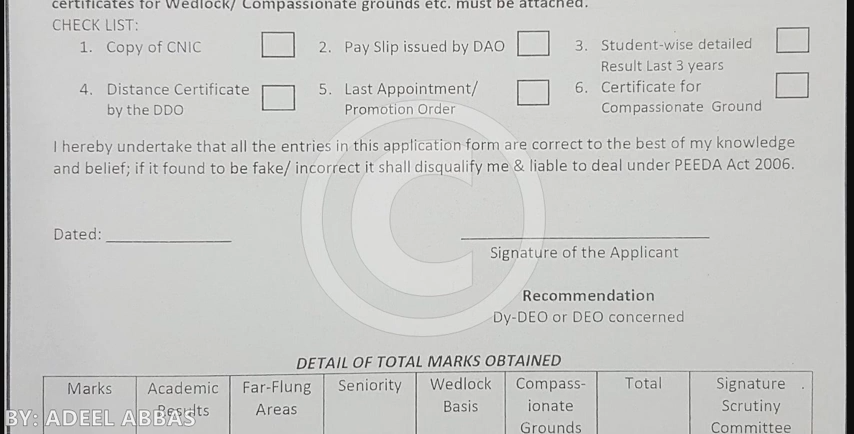 certificates for Wedlock/ Compassionate grounds etc. must be attached.
CHECK LIST:
1. Copy of CNIC
2. Pay Slip issued by DAO
3. Student-wise detailed
Result Last 3 years
4. Distance Certificate
by the DDO
5. Last Appointment/
Promotion Order
6. Certificate for
Compassionate Ground
I hereby undertake that all the entries in this application form are correct to the best of my knowledge
and belief; if it found to be fake/ incorrect it shall disqualify me & liable to deal under PEEDA Act 2006.
Dated: ______________
Signature of the Applicant
Recommendation
Dy-DEO or DEO concerned
DETAIL OF TOTAL MARKS OBTAINED
Marks
Academic
Results
Far-Flung
Areas
Seniority
Wedlock
Basis
Compass-
ionate
Grounds
Total
Signature
Scrutiny
Committee
BY: ADEEL ABBAS
©